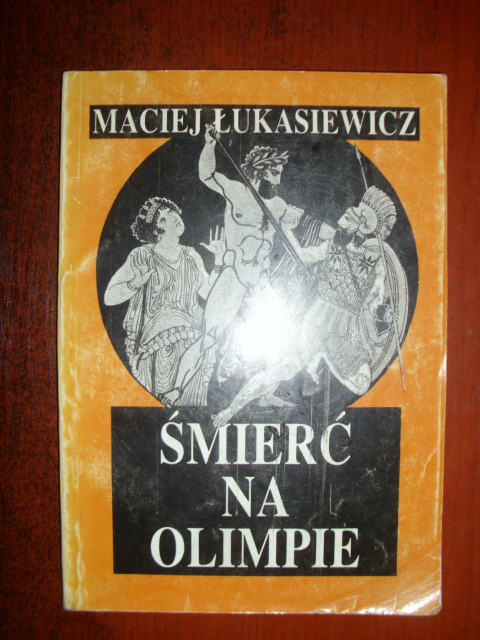 MACIEJ ŁUKASIEWICZ
ŚMIERĆ
NA
OLIMPIE